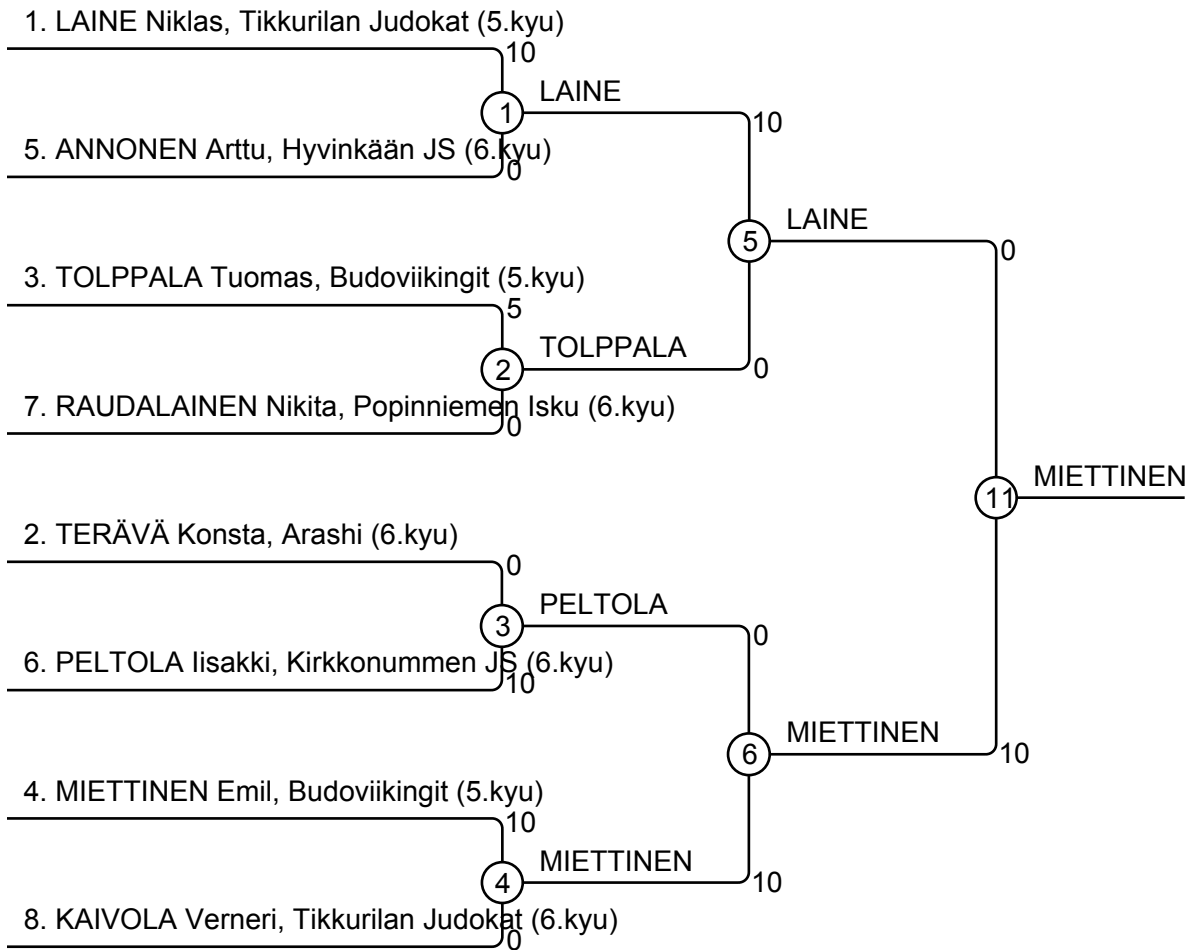 1. LAINE Niklas, Tikkurilan Judokat (5.kyu)
10
1 LAINE
10
5. ANNONEN Arttu, Hyvinkään JS (6.kyu)
0
5 LAINE
0
3. TOLPPALA Tuomas, Budoviikingit (5.kyu)
5
2 TOLPPALA
0
7. RAUDALAINEN Nikita, Popinniemen Isku (6.kyu)
0
11 MIETTINEN
2. TERÄVÄ Konsta, Arashi (6.kyu)
0
3 PELTOLA
0
6. PELTOLA Iisakki, Kirkkonummen JS (6.kyu)
10
6 MIETTINEN
10
4. MIETTINEN Emil, Budoviikingit (5.kyu)
10
4 MIETTINEN
10
8. KAIVOLA Verneri, Tikkurilan Judokat (6.kyu)
0